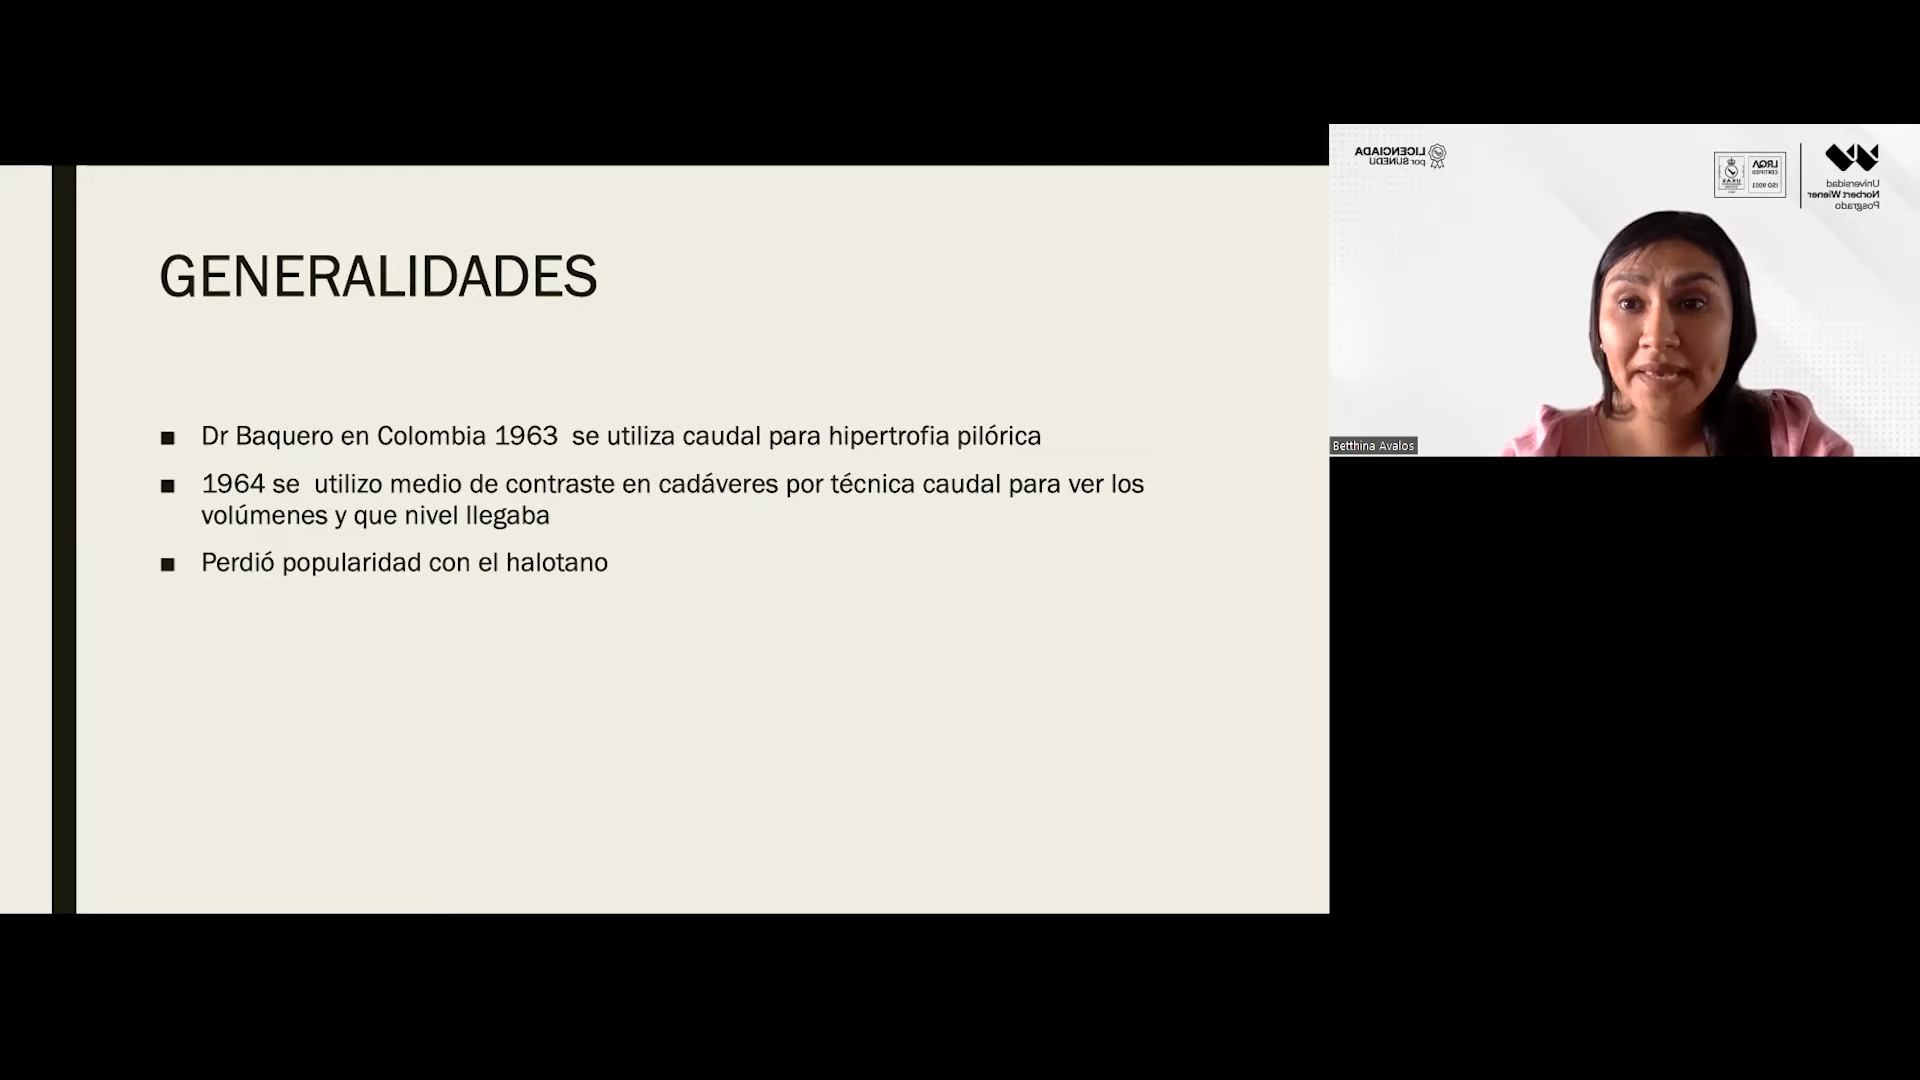 GENERALIDADES
■ Dr Baquero en Colombia 1963 se utiliza caudal para hipertrofia pilórica
■ 1964 se utilizo medio de contraste en cadáveres por técnica caudal para ver los
volúmenes y que nivel llegaba
■ Perdió popularidad con el halotano
LICENCIADA
por SUNEDU
LRQA
CERTIFIED
ISO 9001
UKAS
Universidad
Norbert Wiener
Posgrado
Betthina Avalos